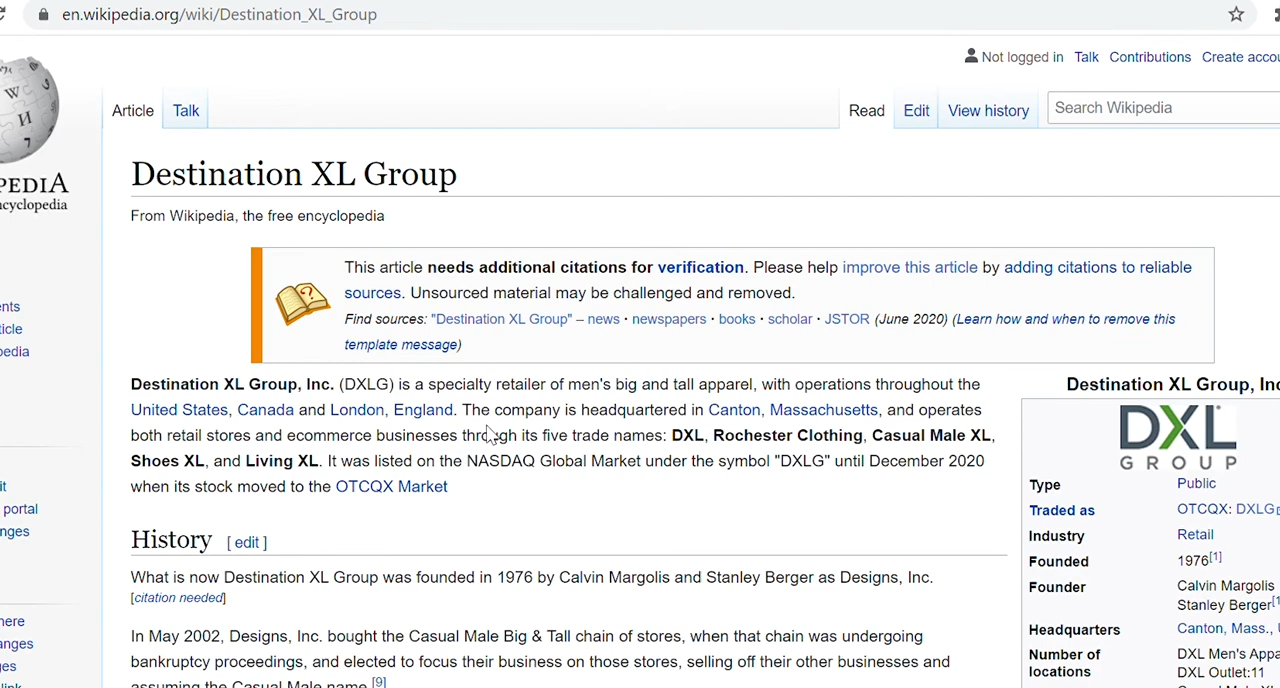 en.wikipedia.org/wiki/Destination_XL_Group
Not logged in Talk Contributions Create
Article Talk Read Edit View history Search Wikipedia
Destination XL Group
From Wikipedia, the free encyclopedia
This article needs additional citations for verification. Please help improve this article by adding citations to reliable
sources. Unsourced material may be challenged and removed.
Find sources: "Destination XL Group" – news · newspapers · books · scholar · JSTOR (June 2020) (Learn how and when to remove this
template message)
Destination XL Group, Inc. (DXLG) is a specialty retailer of men's big and tall apparel, with operations throughout the
United States, Canada and London, England. The company is headquartered in Canton, Massachusetts, and operates
both retail stores and ecommerce businesses through its five trade names: DXL, Rochester Clothing, Casual Male XL,
Shoes XL, and Living XL. It was listed on the NASDAQ Global Market under the symbol "DXLG" until December 2020
when its stock moved to the OTCQX Market
History [ edit ]
What is now Destination XL Group was founded in 1976 by Calvin Margolis and Stanley Berger as Designs, Inc.
[citation needed]
In May 2002, Designs, Inc. bought the Casual Male Big & Tall chain of stores, when that chain was undergoing
bankruptcy proceedings, and elected to focus their business on those stores, selling off their other businesses and
assuming the Casual Male name.[9]
Destination XL Group,
DXL
GROUP
Type Public
Traded as OTCQX: DXLG
Industry Retail
Founded 1976[1]
Founder Calvin Margolis
Stanley Berger
Headquarters Canton, Mass.,
Number of DXL Men's
locations DXL Outlet:11
portal